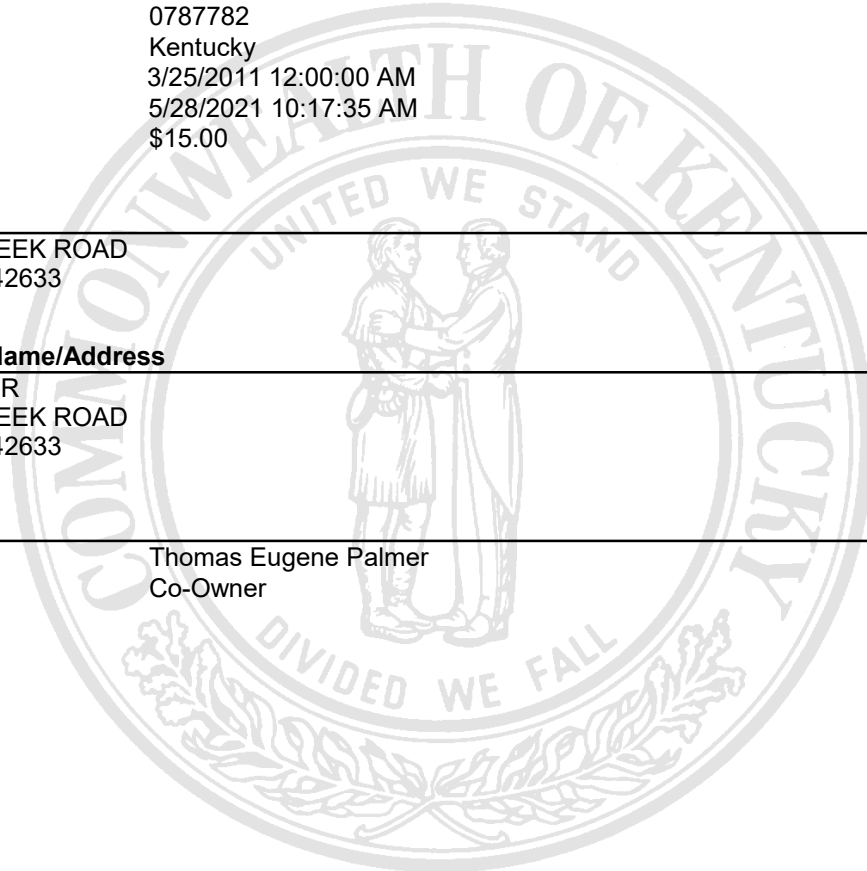 0787782
Kentucky
3/25/2011 12:00:00 AM
5/28/2021 10:17:35 AM
$15.00
COMMONWEALTH OF KENTUCKY
UNITED WE STAND
EEK ROAD
42633
lame/Address
R
EEK ROAD
42633
Thomas Eugene Palmer
Co-Owner
DIVIDED WE FALL